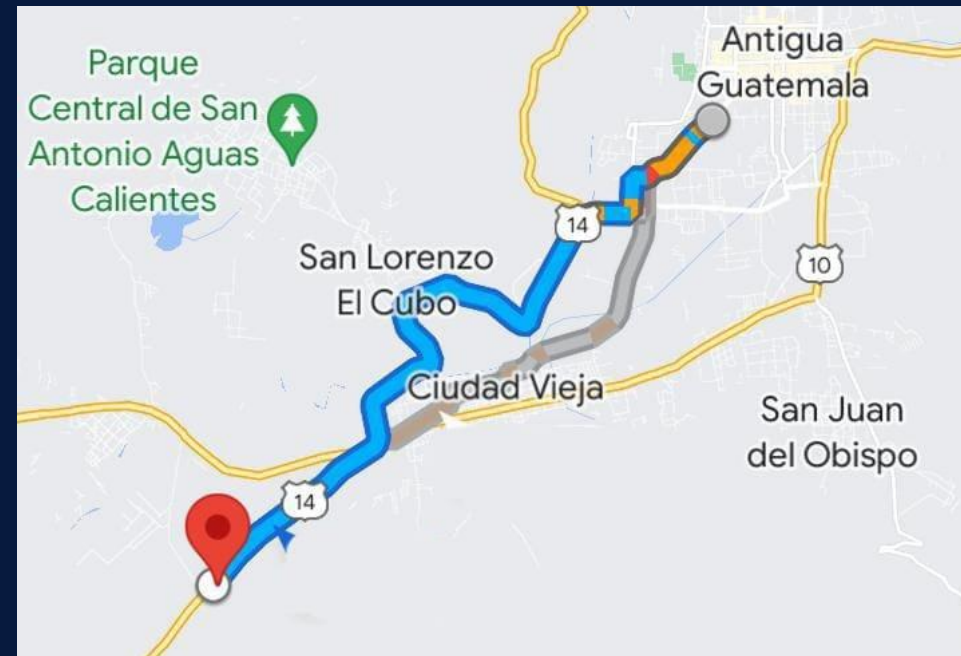 Antigua
Guatemala
Parque
Central de San
Antonio Aguas
Calientes
14
San Lorenzo
El Cubo
10
Ciudad Vieja
San Juan
del Obispo
14